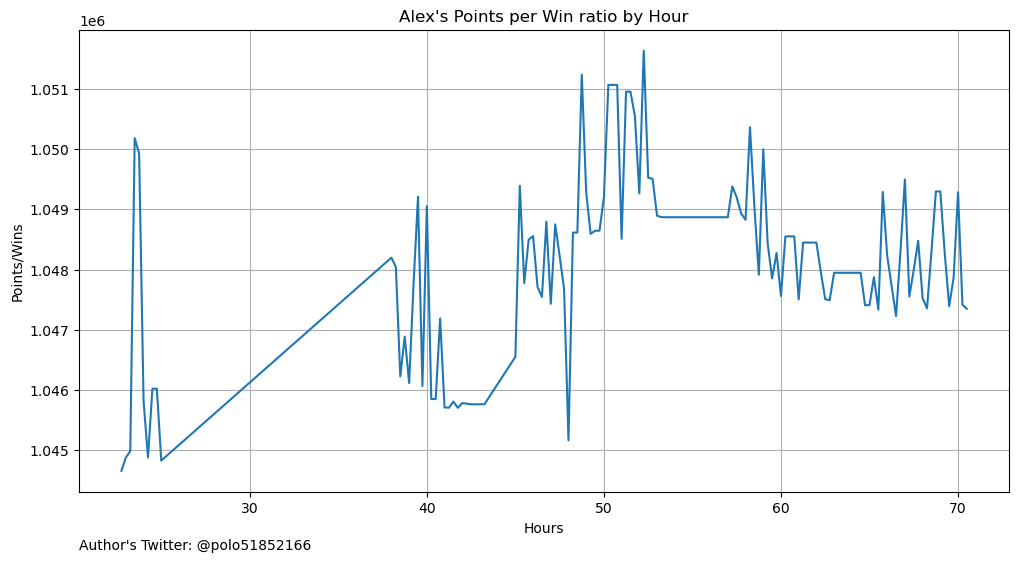 Alex's Points per Win ratio by Hour
1e6
Points/Wins
1.051
1.050
1.049
1.048
1.047
1.046
1.045
30 40 50 60 70
Hours
Author's Twitter: @polo51852166